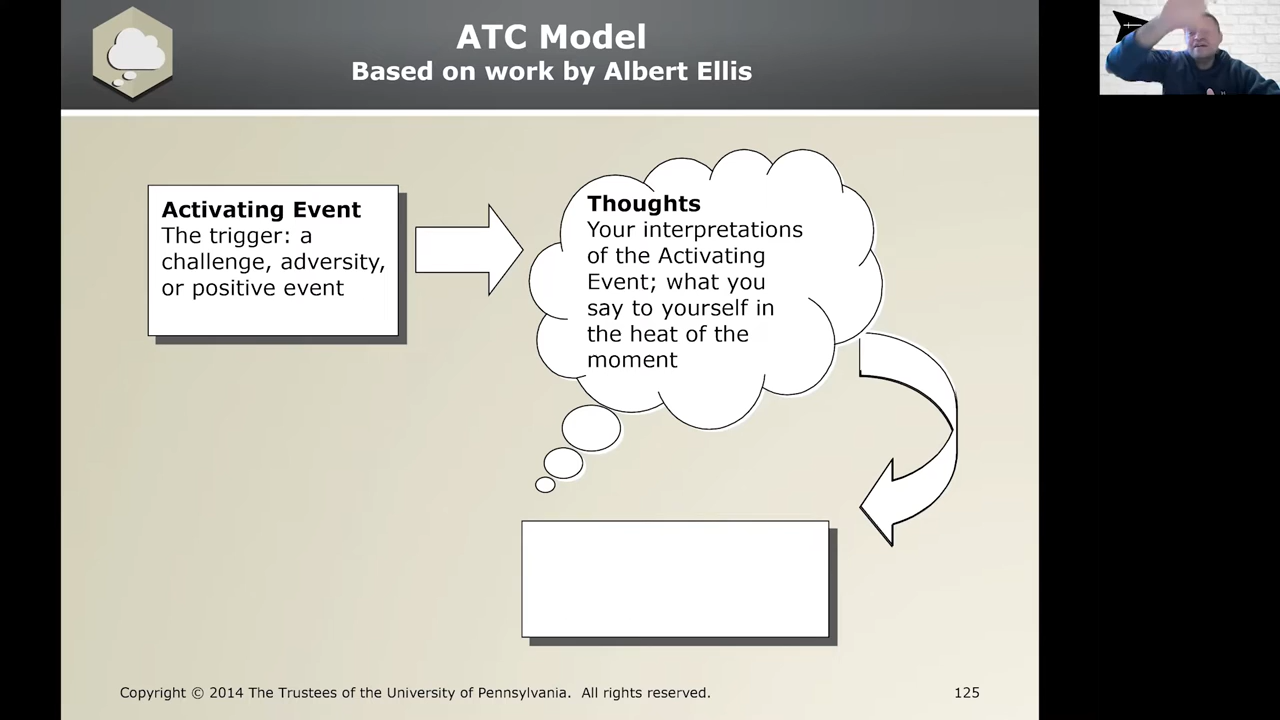 ATC Model
Based on work by Albert Ellis
Activating Event
The trigger: a
challenge, adversity,
or positive event
Thoughts
Your interpretations
of the Activating
Event; what you
say to yourself in
the heat of the
moment
Copyright © 2014 The Trustees of the University of Pennsylvania. All rights reserved.
125